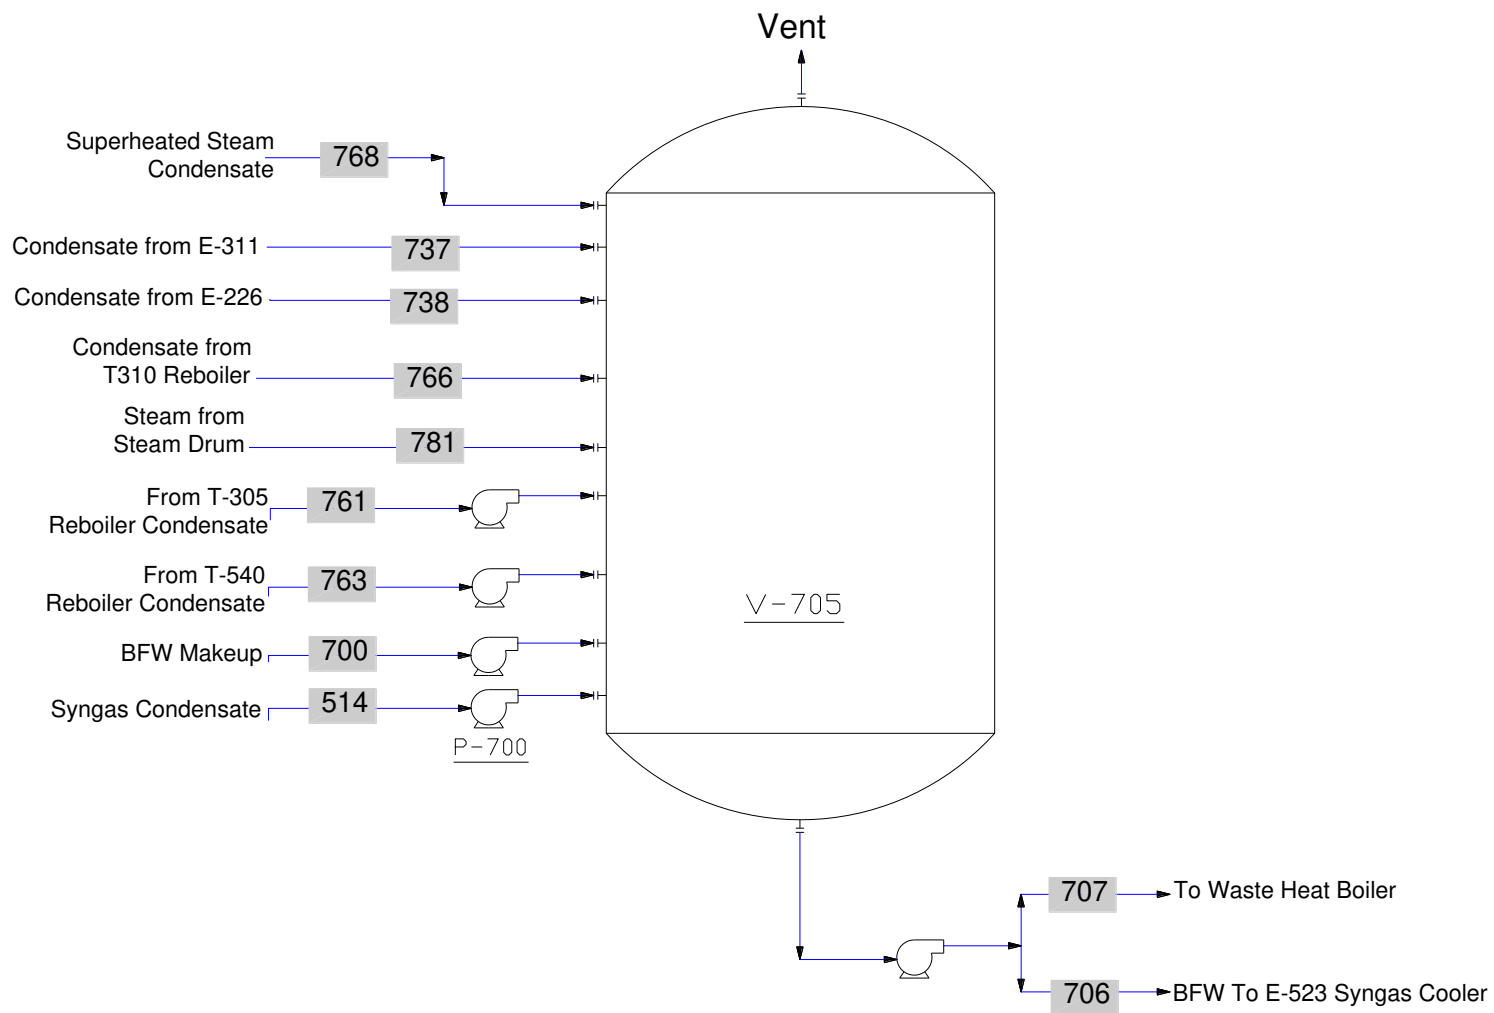 Vent
Superheated Steam
Condensate
768
Condensate from E-311
737
Condensate from E-226
738
Condensate from
T310 Reboiler
766
Steam from
Steam Drum
781
From T-305
Reboiler Condensate
761
From T-540
Reboiler Condensate
763
V-705
BFW Makeup
700
Syngas Condensate
514
P-700
707
To Waste Heat Boiler
706
BFW To E-523 Syngas Cooler